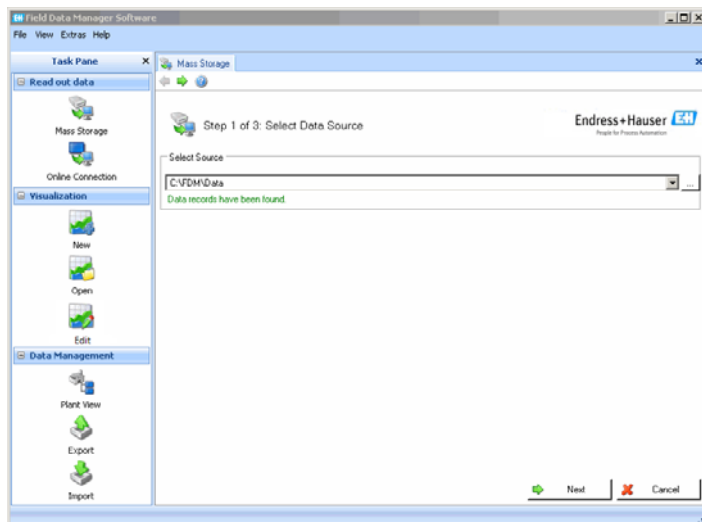 Field Data Manager Software
File View Extras Help
Task Pane
Mass Storage
Read out data
Mass Storage
Online Connection
Visualization
New
Open
Edit
Data Management
Plant View
Export
Import
Step 1 of 3: Select Data Source
Endress+Hauser EH
People for Process Automation
Select Source
C:\FDM\Data
...
Data records have been found.
Next
Cancel